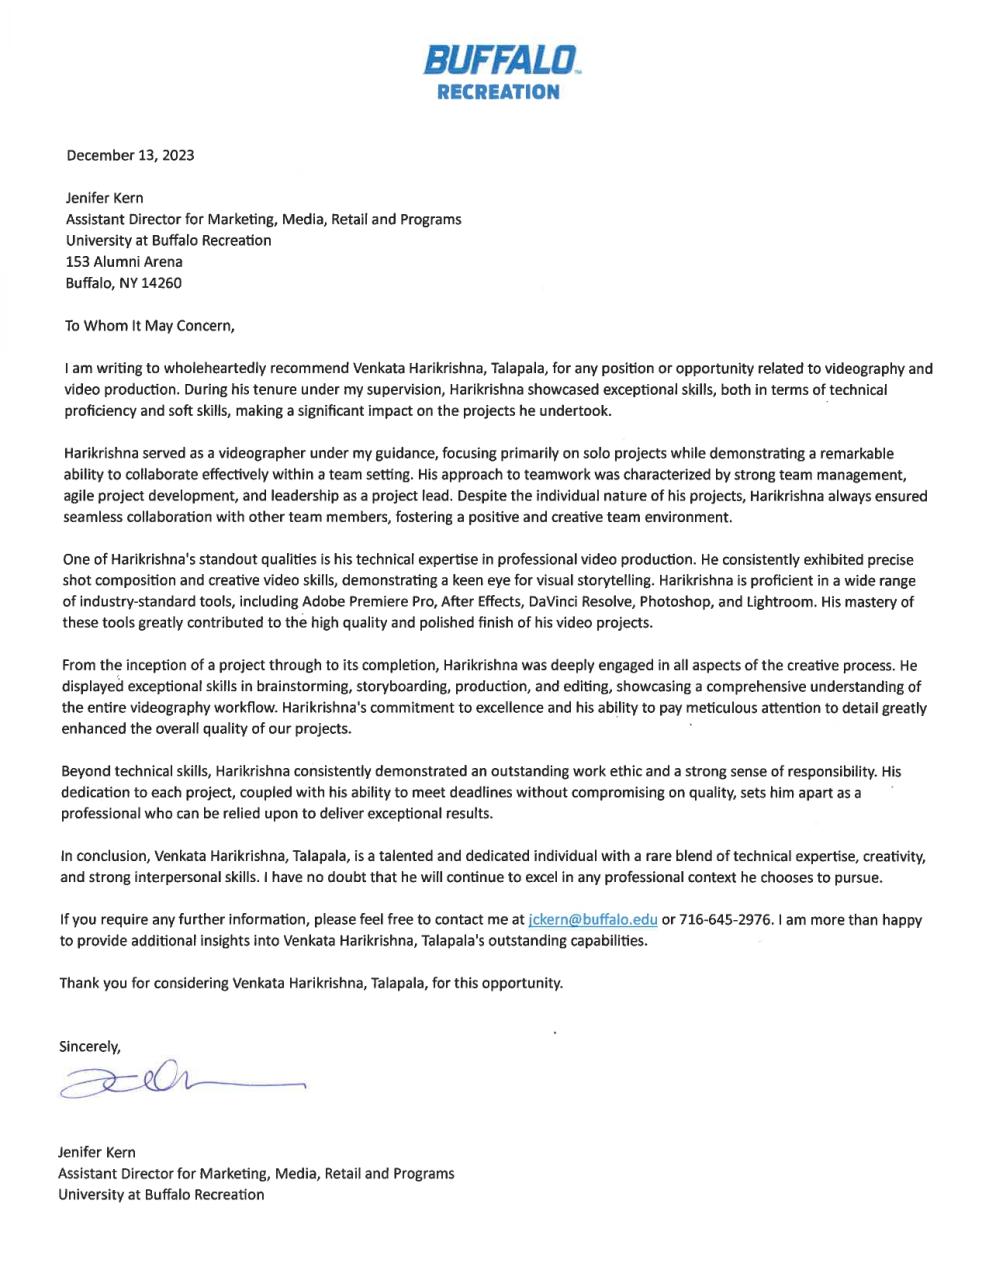 BUFFALO
RECREATION
December 13, 2023
Jenifer Kern
Assistant Director for Marketing, Media, Retail and Programs
University at Buffalo Recreation
153 Alumni Arena
Buffalo, NY 14260
To Whom It May Concern,
I am writing to wholeheartedly recommend Venkata Harikrishna, Talapala, for any position or opportunity related to videography and
video production. During his tenure under my supervision, Harikrishna showcased exceptional skills, both in terms of technical
proficiency and soft skills, making a significant impact on the projects he undertook.
Harikrishna served as a videographer under my guidance, focusing primarily on solo projects while demonstrating a remarkable
ability to collaborate effectively within a team setting. His approach to teamwork was characterized by strong team management,
agile project development, and leadership as a project lead. Despite the individual nature of his projects, Harikrishna always ensured
seamless collaboration with other team members, fostering a positive and creative team environment.
One of Harikrishna's standout qualities is his technical expertise in professional video production. He consistently exhibited precise
shot composition and creative video skills, demonstrating a keen eye for visual storytelling. Harikrishna is proficient in a wide range
of industry-standard tools, including Adobe Premiere Pro, After Effects, DaVinci Resolve, Photoshop, and Lightroom. His mastery of
these tools greatly contributed to the high quality and polished finish of his video projects.
From the inception of a project through to its completion, Harikrishna was deeply engaged in all aspects of the creative process. He
displayed exceptional skills in brainstorming, storyboarding, production, and editing, showcasing a comprehensive understanding of
the entire videography workflow. Harikrishna's commitment to excellence and his ability to pay meticulous attention to detail greatly
enhanced the overall quality of our projects.
Beyond technical skills, Harikrishna consistently demonstrated an outstanding work ethic and a strong sense of responsibility. His
dedication to each project, coupled with his ability to meet deadlines without compromising on quality, sets him apart as a
professional who can be relied upon to deliver exceptional results.
In conclusion, Venkata Harikrishna, Talapala, is a talented and dedicated individual with a rare blend of technical expertise, creativity,
and strong interpersonal skills. I have no doubt that he will continue to excel in any professional context he chooses to pursue.
If you require any further information, please feel free to contact me at jckern@buffalo.edu or 716-645-2976. I am more than happy
to provide additional insights into Venkata Harikrishna, Talapala's outstanding capabilities.
Thank you for considering Venkata Harikrishna, Talapala, for this opportunity.
Sincerely,
Jenifer Kern
Assistant Director for Marketing, Media, Retail and Programs
University at Buffalo Recreation